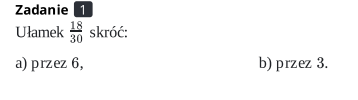 Zadanie 1
Ułamek 18/30 skróć:
a) przez 6, b) przez 3.